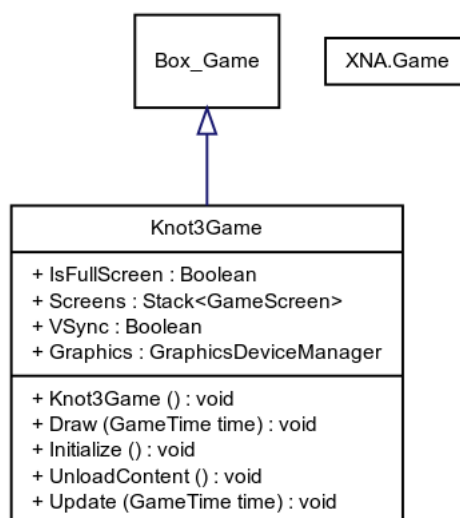 Box_Game
XNA.Game
Knot3Game
+ IsFullScreen : Boolean
+ Screens : Stack<GameScreen>
+ VSync : Boolean
+ Graphics : GraphicsDeviceManager
+ Knot3Game () : void
+ Draw (GameTime time) : void
+ Initialize () : void
+ UnloadContent () : void
+ Update (GameTime time) : void